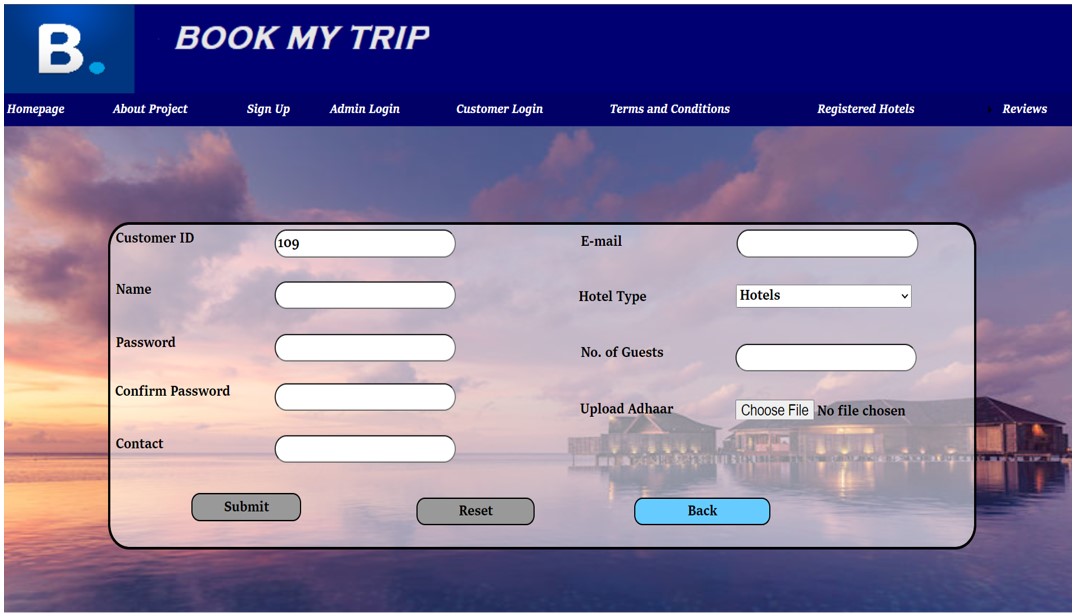 B.
BOOK MY TRIP
Homepage About Project Sign Up Admin Login Customer Login Terms and Conditions Registered Hotels Reviews
Customer ID 109 E-mail
Name Hotel Type Hotels
Password No. of Guests
Confirm Password Upload Adhaar Choose File No file chosen
Contact
Submit Reset Back